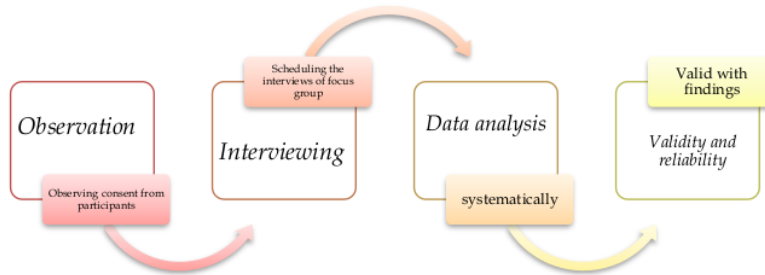 Observation
Observing consent from
participants
Scheduling the
interviews of focus
group
Interviewing
Data analysis
systematically
Valid with
findings
Validity and
reliability